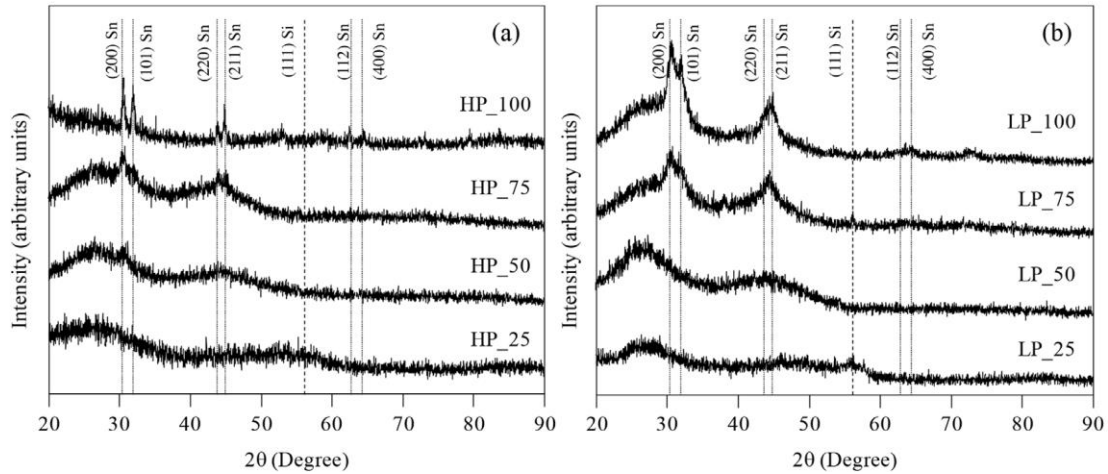 (a)
(200) Sn
(101) Sn
(220) Sn
(211) Sn
(111) Si
(112) Sn
(400) Sn
HP_100
HP_75
HP_50
HP_25
Intensity (arbitrary units)
20 30 40 50 60 70 80 90
2θ (Degree)
(b)
(200) Sn
(101) Sn
(220) Sn
(211) Sn
(111) Si
(112) Sn
(400) Sn
LP_100
LP_75
LP_50
LP_25
Intensity (arbitrary units)
20 30 40 50 60 70 80 90
2θ (Degree)